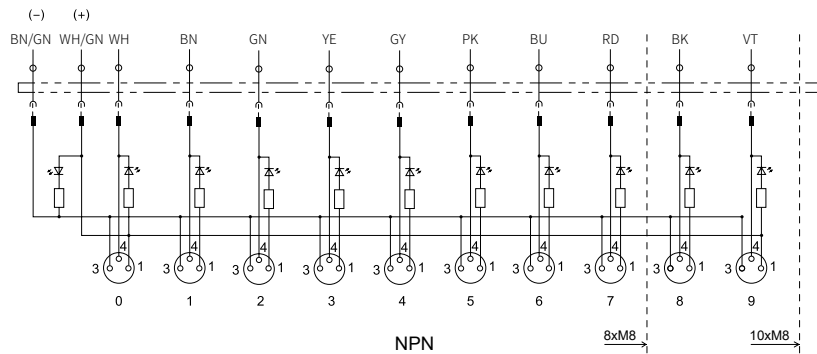 (−) (+)
BN/GN WH/GN WH BN GN YE GY PK BU RD BK VT
4 4 4 4 4 4 4 4 4 4
3 1 3 1 3 1 3 1 3 1 3 1 3 1 3 1 3 1 3 1
0 1 2 3 4 5 6 7 8 9
NPN 8xM8 10xM8